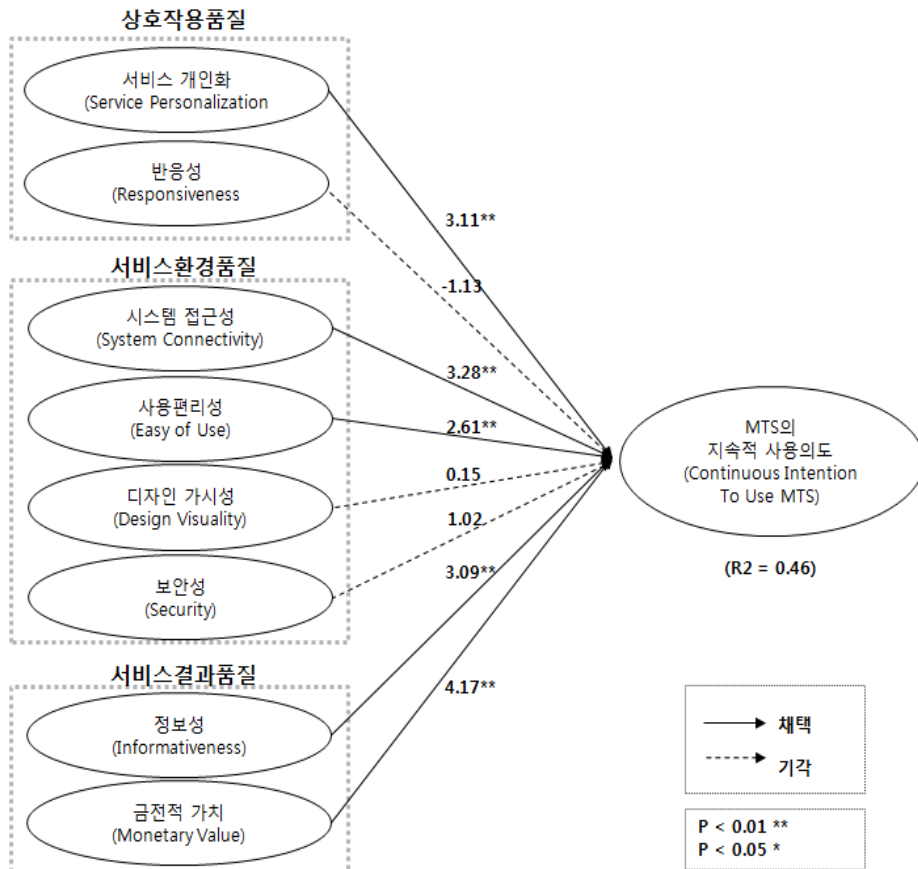 상호작용품질
서비스 개인화
(Service Personalization
반응성
(Responsiveness
3.11**
-1.13
서비스환경품질
시스템 접근성
(System Connectivity)
사용편리성
(Easy of Use)
디자인 가시성
(Design Visuality)
보안성
(Security)
3.28**
2.61**
0.15
1.02
3.09**
MTS의
지속적 사용의도
(Continuous Intention
To Use MTS)
(R2 = 0.46)
서비스결과품질
정보성
(Informativeness)
금전적 가치
(Monetary Value)
4.17**
채택
기각
P < 0.01 **
P < 0.05 *